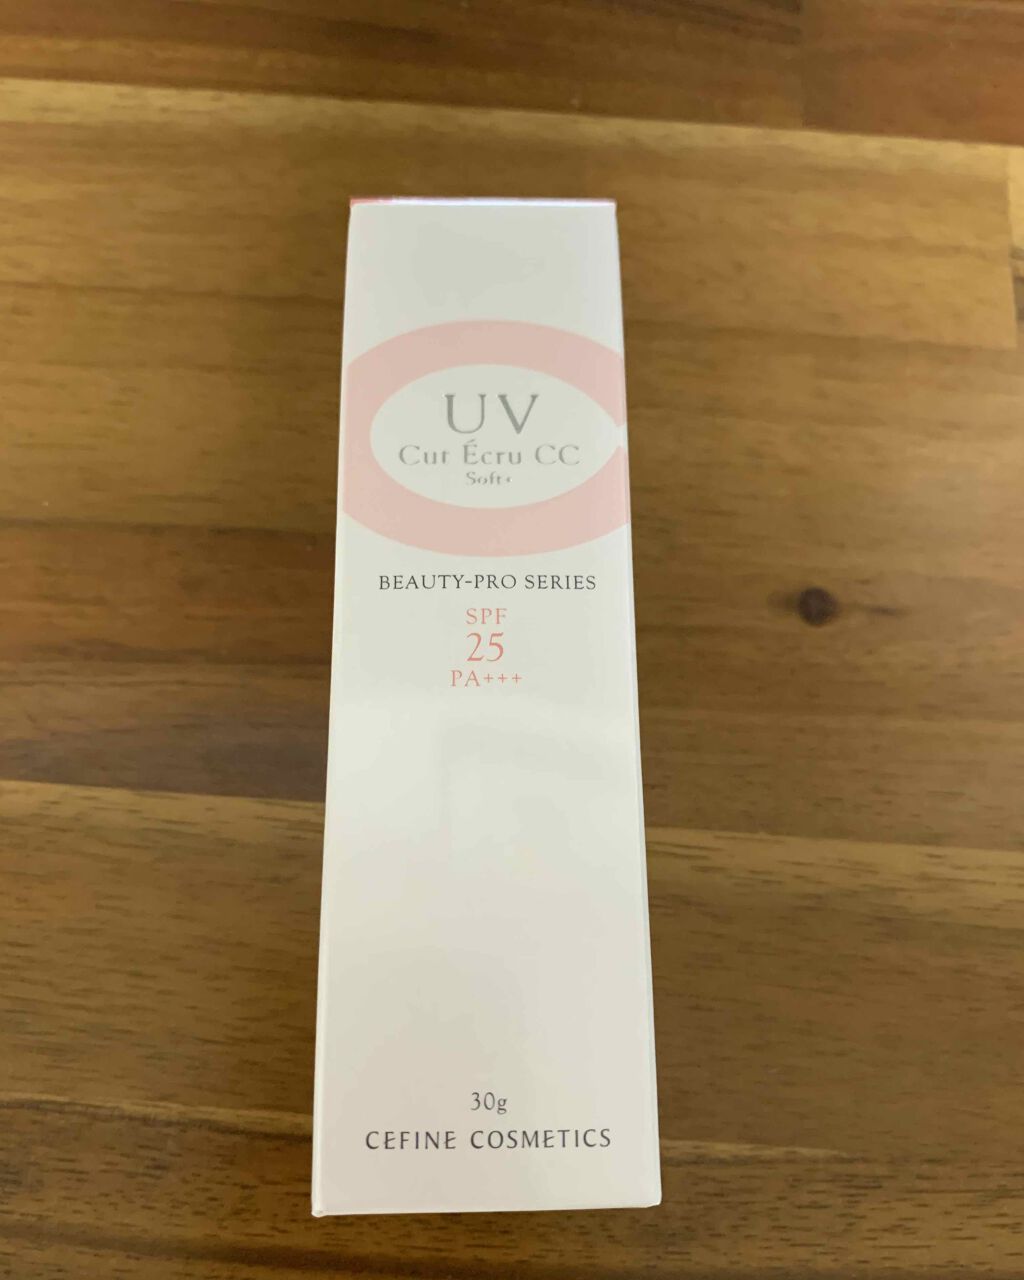 UV
Cut Écru CC
Soft+
BEAUTY-PRO SERIES
SPF
25
PA+++
30g
CEFINE COSMETICS